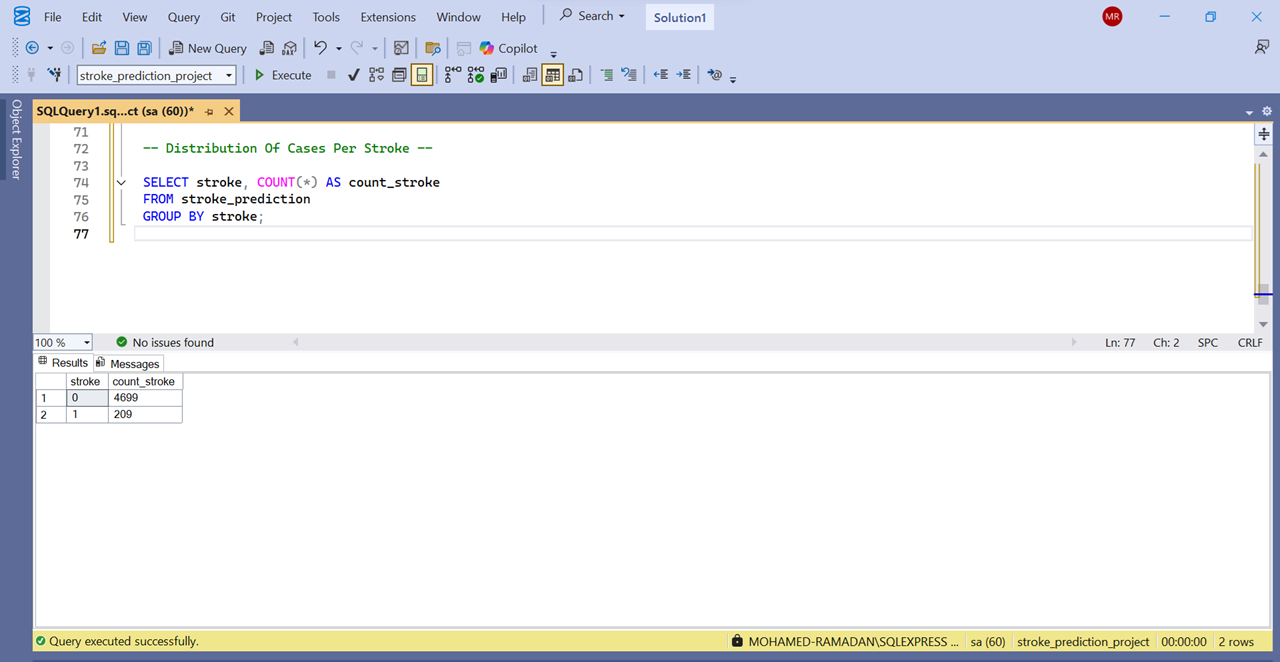 File Edit View Query Git Project Tools Extensions Window Help Search Solution1 MR
New Query DAX Copilot
stroke_prediction_project Execute
Object Explorer
SQLQuery1.sq...ct (sa (60))*
71
72 -- Distribution Of Cases Per Stroke --
73
74 SELECT stroke, COUNT(*) AS count_stroke
75 FROM stroke_prediction
76 GROUP BY stroke;
77
100 % No issues found Ln: 77 Ch: 2 SPC CRLF
Results Messages
stroke count_stroke
1 0 4699
2 1 209
Query executed successfully. MOHAMED-RAMADAN\SQLEXPRESS ... sa (60) stroke_prediction_project 00:00:00 2 rows